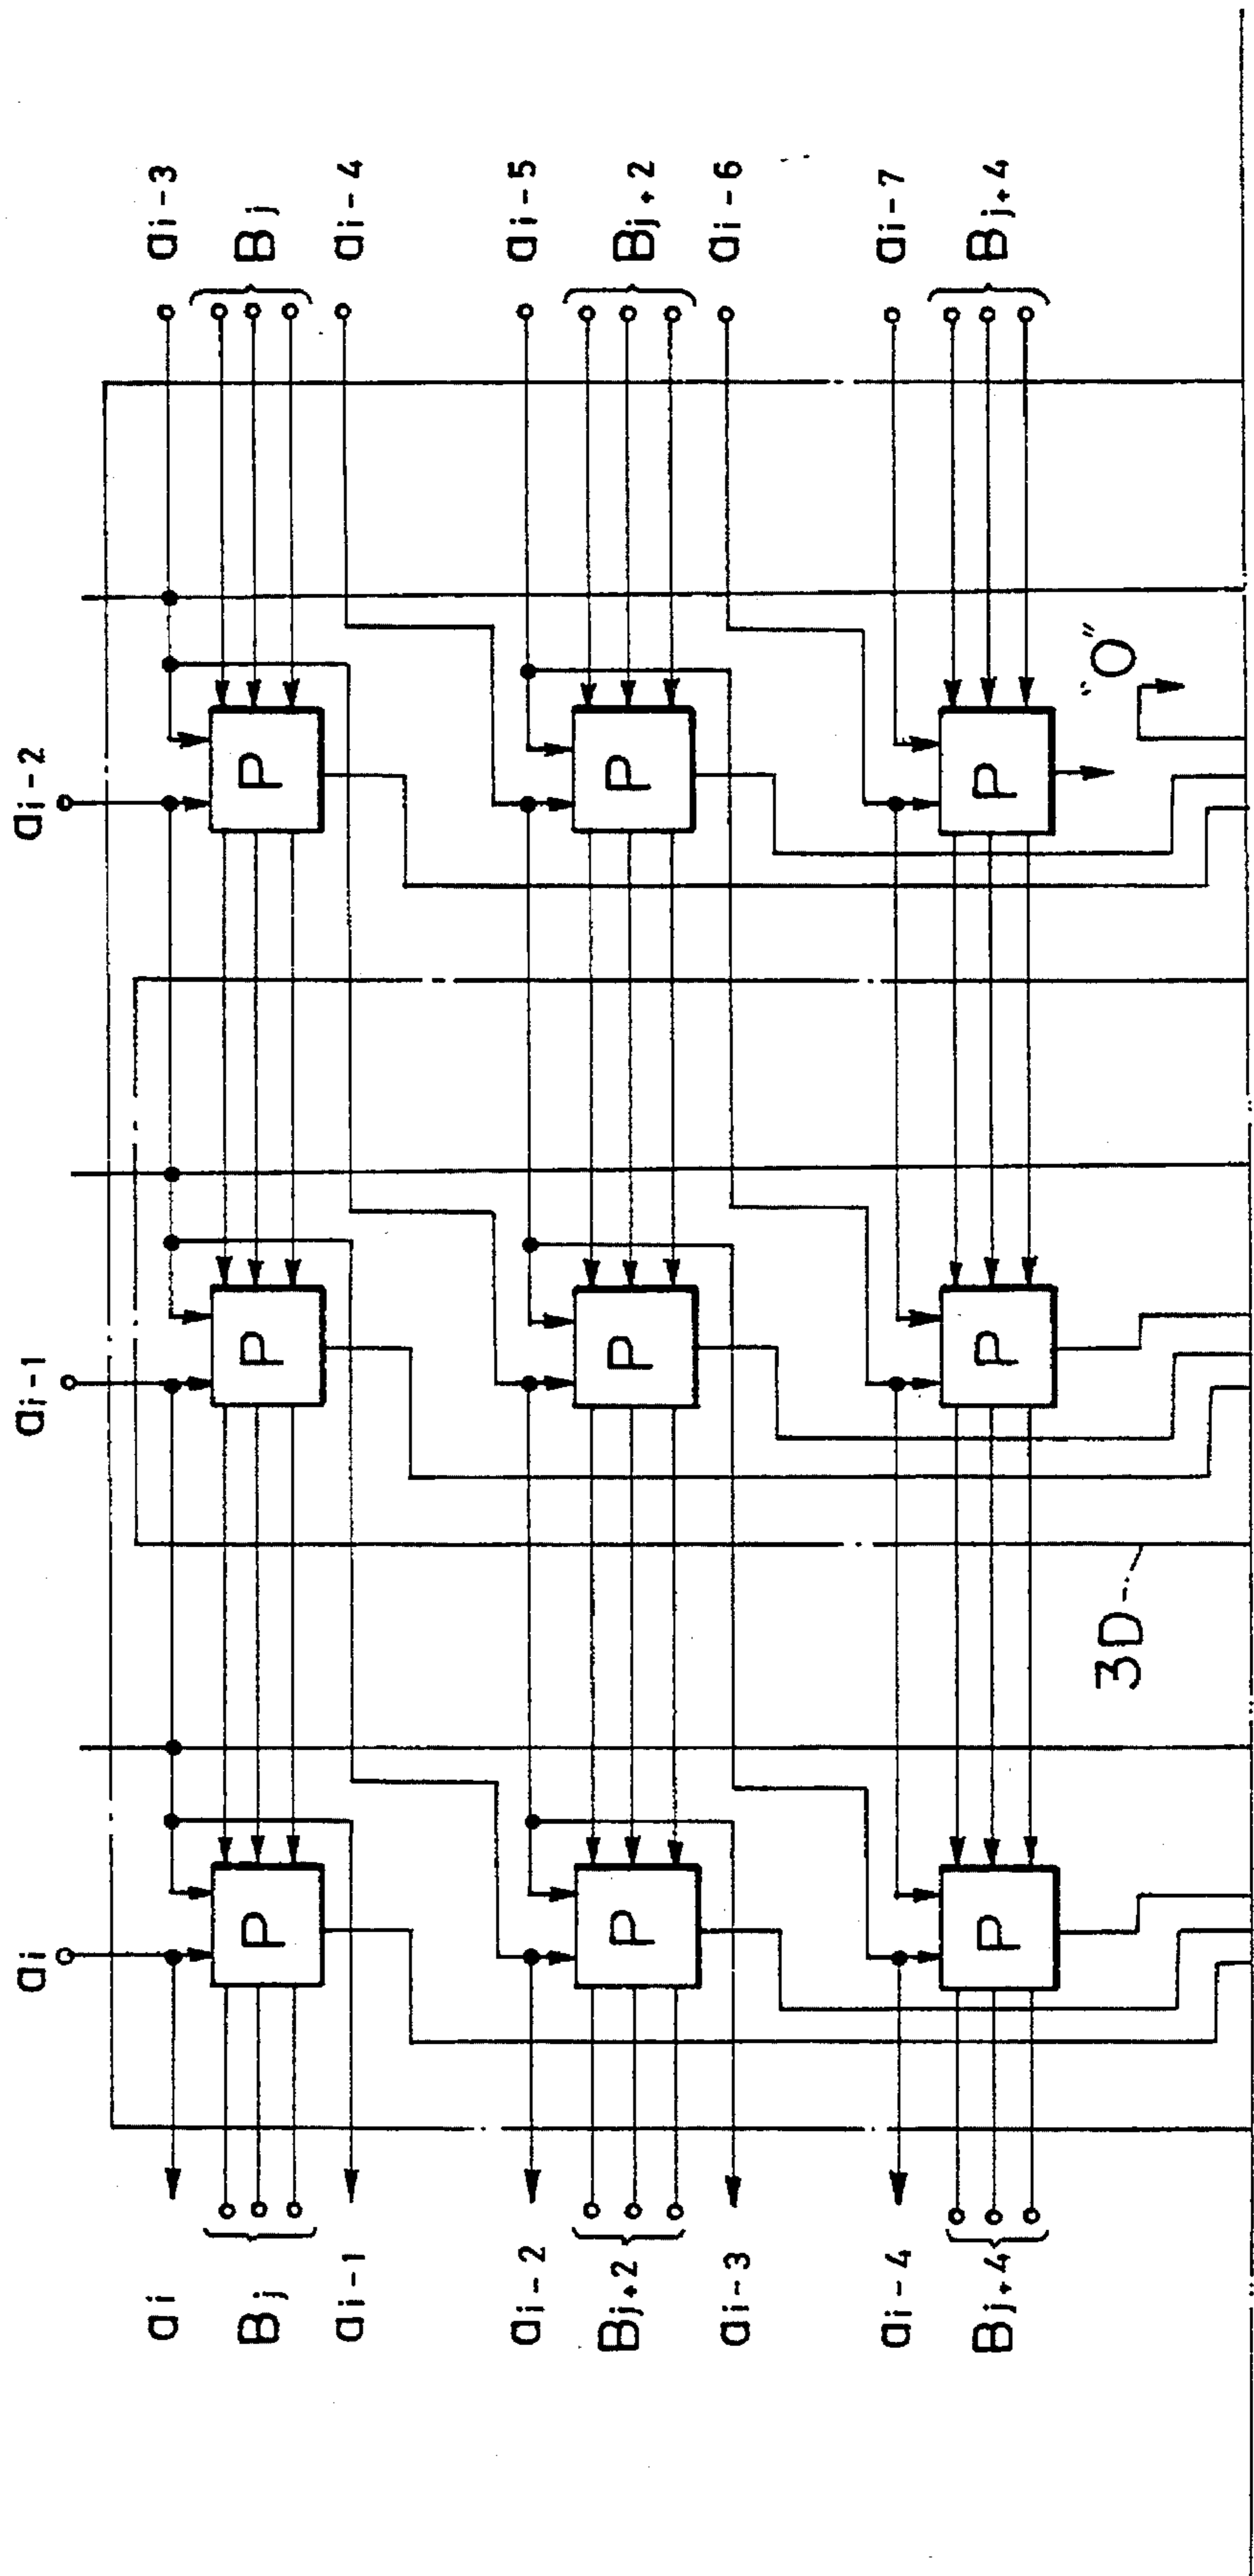 ai
ai-1
ai-2
ai
ai-3
Bj
P
P
P
Bj
ai-1
ai-4
ai-2
ai-5
Bj+2
P
P
P
Bj+2
ai-3
ai-6
ai-4
ai-7
Bj+4
P
P
P
Bj+4
3D
"0"